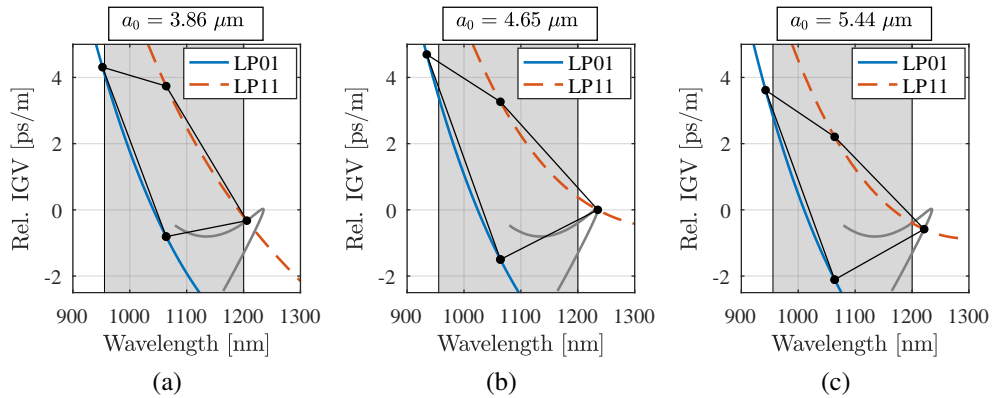 a₀ = 3.86 μm
Rel. IGV [ps/m]
4
2
0
-2
LP01
LP11
900 1000 1100 1200 1300
Wavelength [nm]
(a)
a₀ = 4.65 μm
Rel. IGV [ps/m]
4
2
0
-2
LP01
LP11
900 1000 1100 1200 1300
Wavelength [nm]
(b)
a₀ = 5.44 μm
Rel. IGV [ps/m]
4
2
0
-2
LP01
LP11
900 1000 1100 1200 1300
Wavelength [nm]
(c)